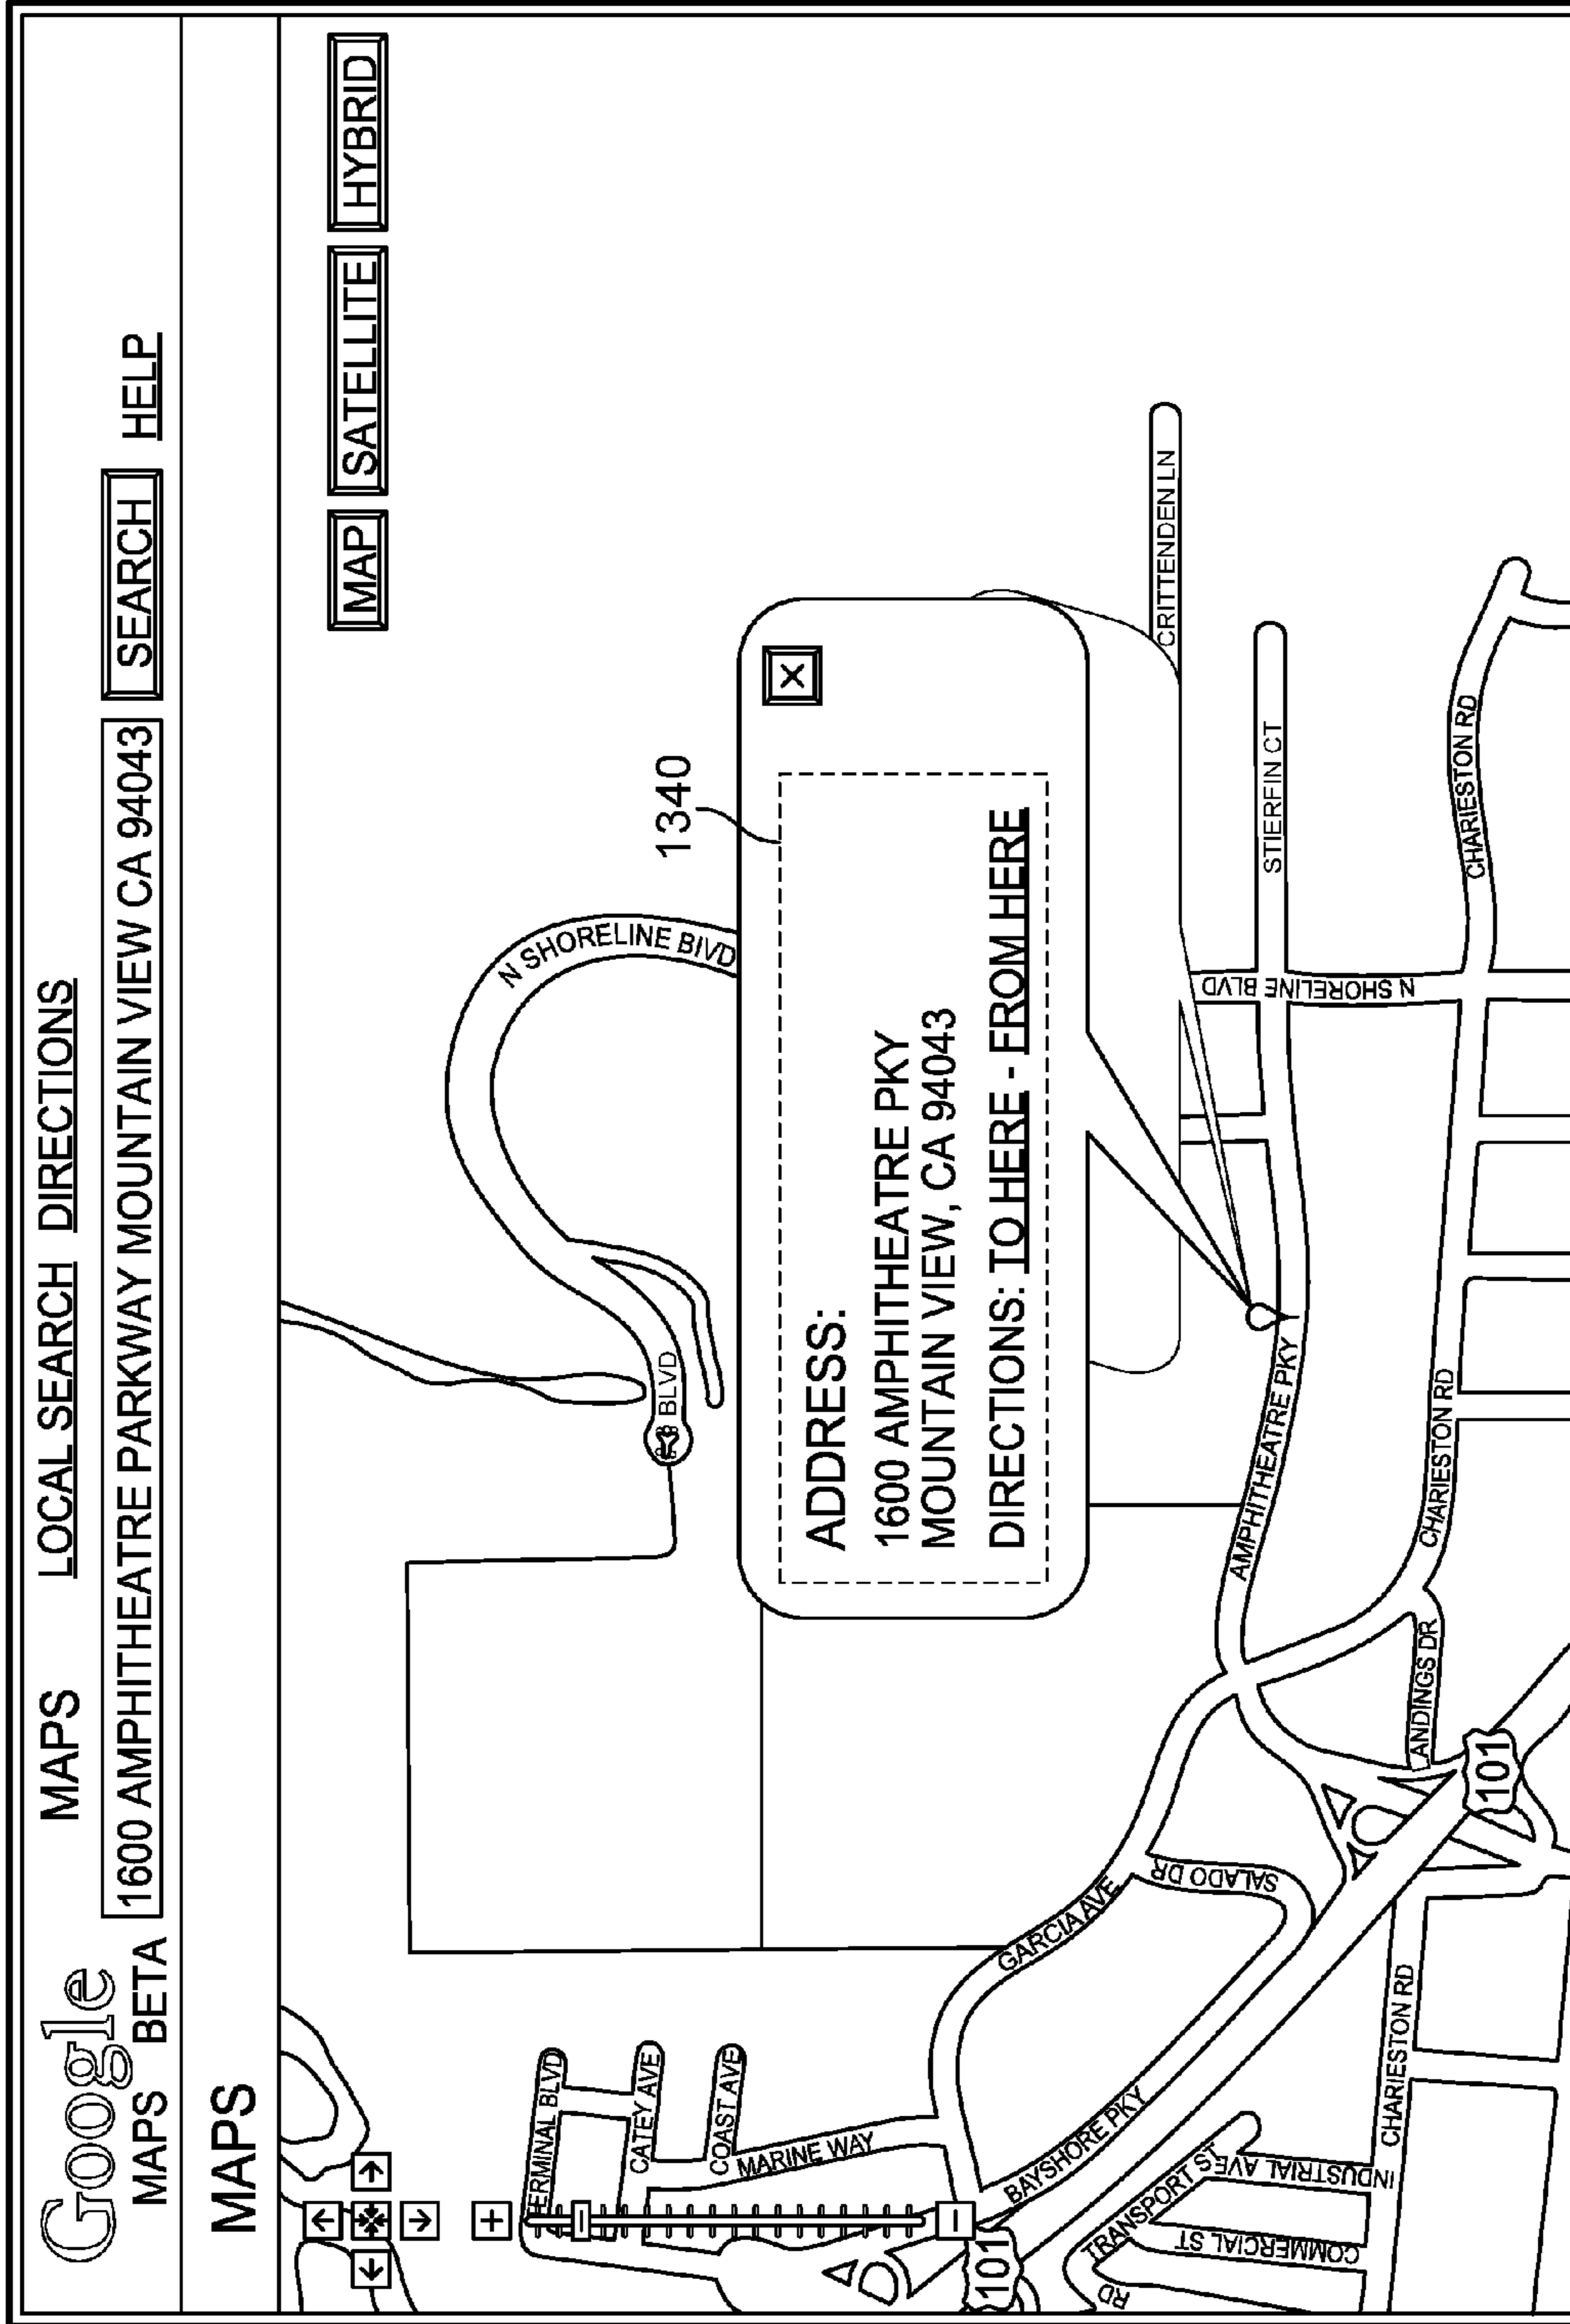 Google
MAPS LOCAL SEARCH DIRECTIONS
MAPS BETA 1600 AMPHITHEATRE PARKWAY MOUNTAIN VIEW CA 94043 SEARCH HELP
MAPS
MAP SATELLITE HYBRID
N SHORELINE BIVD
BLVD
1340
X
ADDRESS:
1600 AMPHITHEATRE PKY
MOUNTAIN VIEW, CA 94043
DIRECTIONS: TO HERE - FROM HERE
ERMINAL BLVD
CATEY AVE
COAST AVE
MARINE WAY
GARCIA AVE
SALADO DR
BAYSHORE PKY
101
TRANSPORT ST
INDUSTRIAL AVE
COMMERCIAL ST
RD
CHARIESTON RD
AMPHITHEATRE PKY
CHARIESTON RD
LANDINGS DR
101
CRITTENDEN LN
STIERFIN CT
N SHORELINE BLVD
CHARIESTON RD